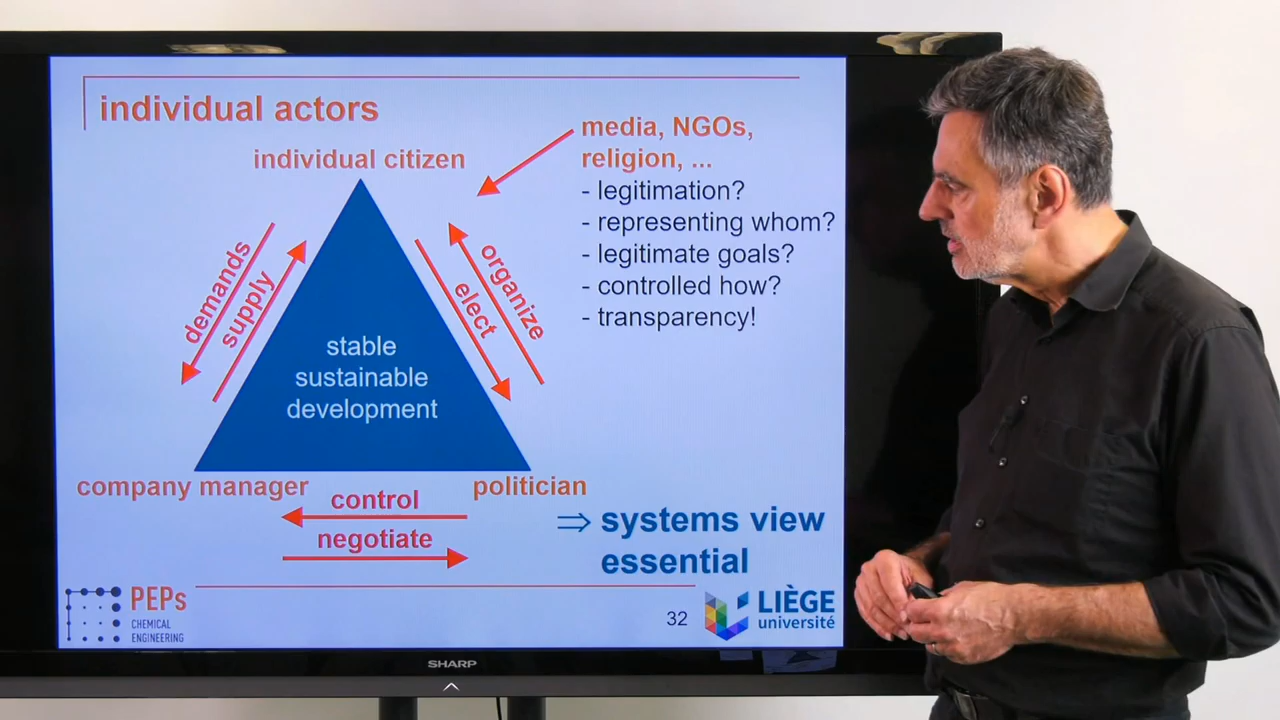 individual actors
individual citizen
media, NGOs,
religion, ...
- legitimation?
- representing whom?
- legitimate goals?
- controlled how?
- transparency!
demands
supply
organize
elect
stable
sustainable
development
company manager
politician
control
negotiate
⇒ systems view
essential
PEPs
CHEMICAL
ENGINEERING
32
LIÈGE
université
SHARP